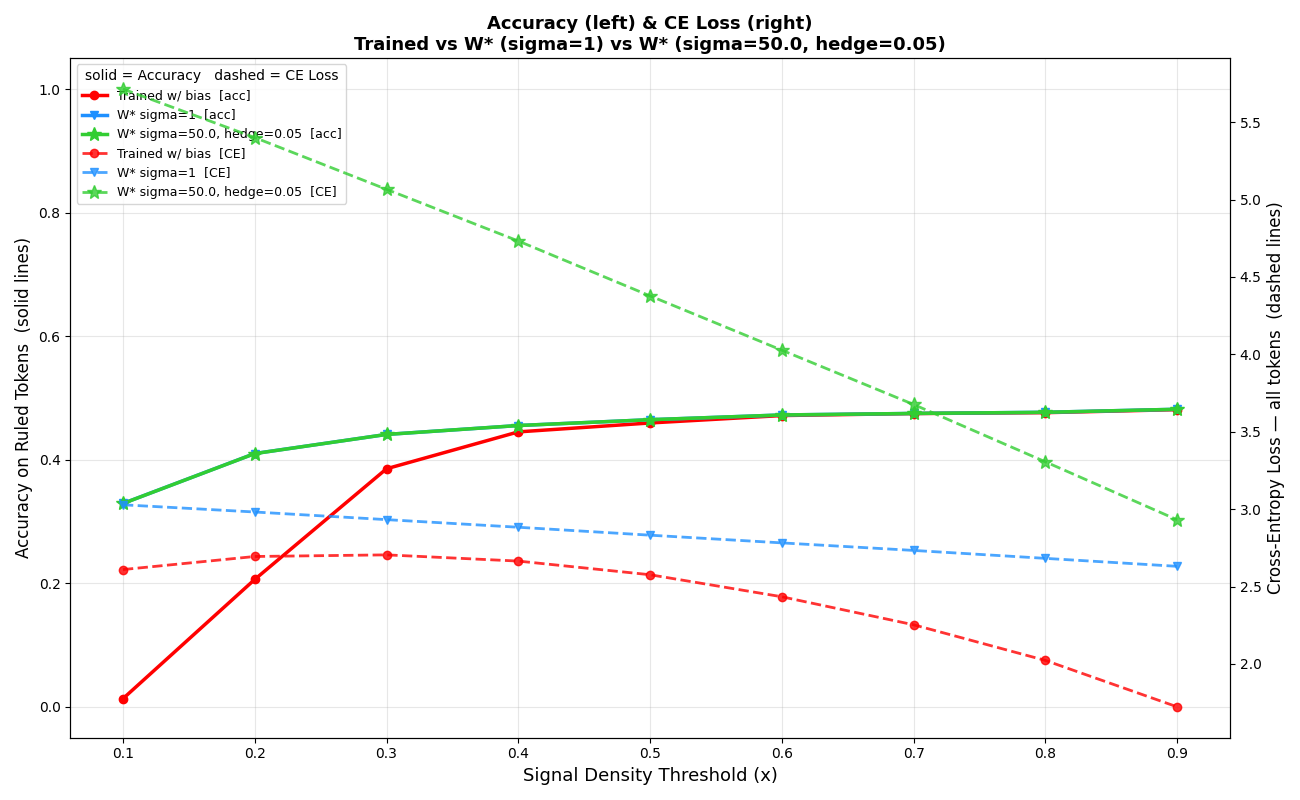 Accuracy (left) & CE Loss (right)
Trained vs W* (sigma=1) vs W* (sigma=50.0, hedge=0.05)
solid = Accuracy   dashed = CE Loss
Trained w/ bias  [acc]
W* sigma=1  [acc]
W* sigma=50.0, hedge=0.05  [acc]
Trained w/ bias  [CE]
W* sigma=1  [CE]
W* sigma=50.0, hedge=0.05  [CE]
Accuracy on Ruled Tokens  (solid lines)
1.0
0.8
0.6
0.4
0.2
0.0
0.1
0.2
0.3
0.4
0.5
0.6
0.7
0.8
0.9
Signal Density Threshold (x)
5.5
5.0
4.5
4.0
3.5
3.0
2.5
2.0
Cross-Entropy Loss — all tokens  (dashed lines)